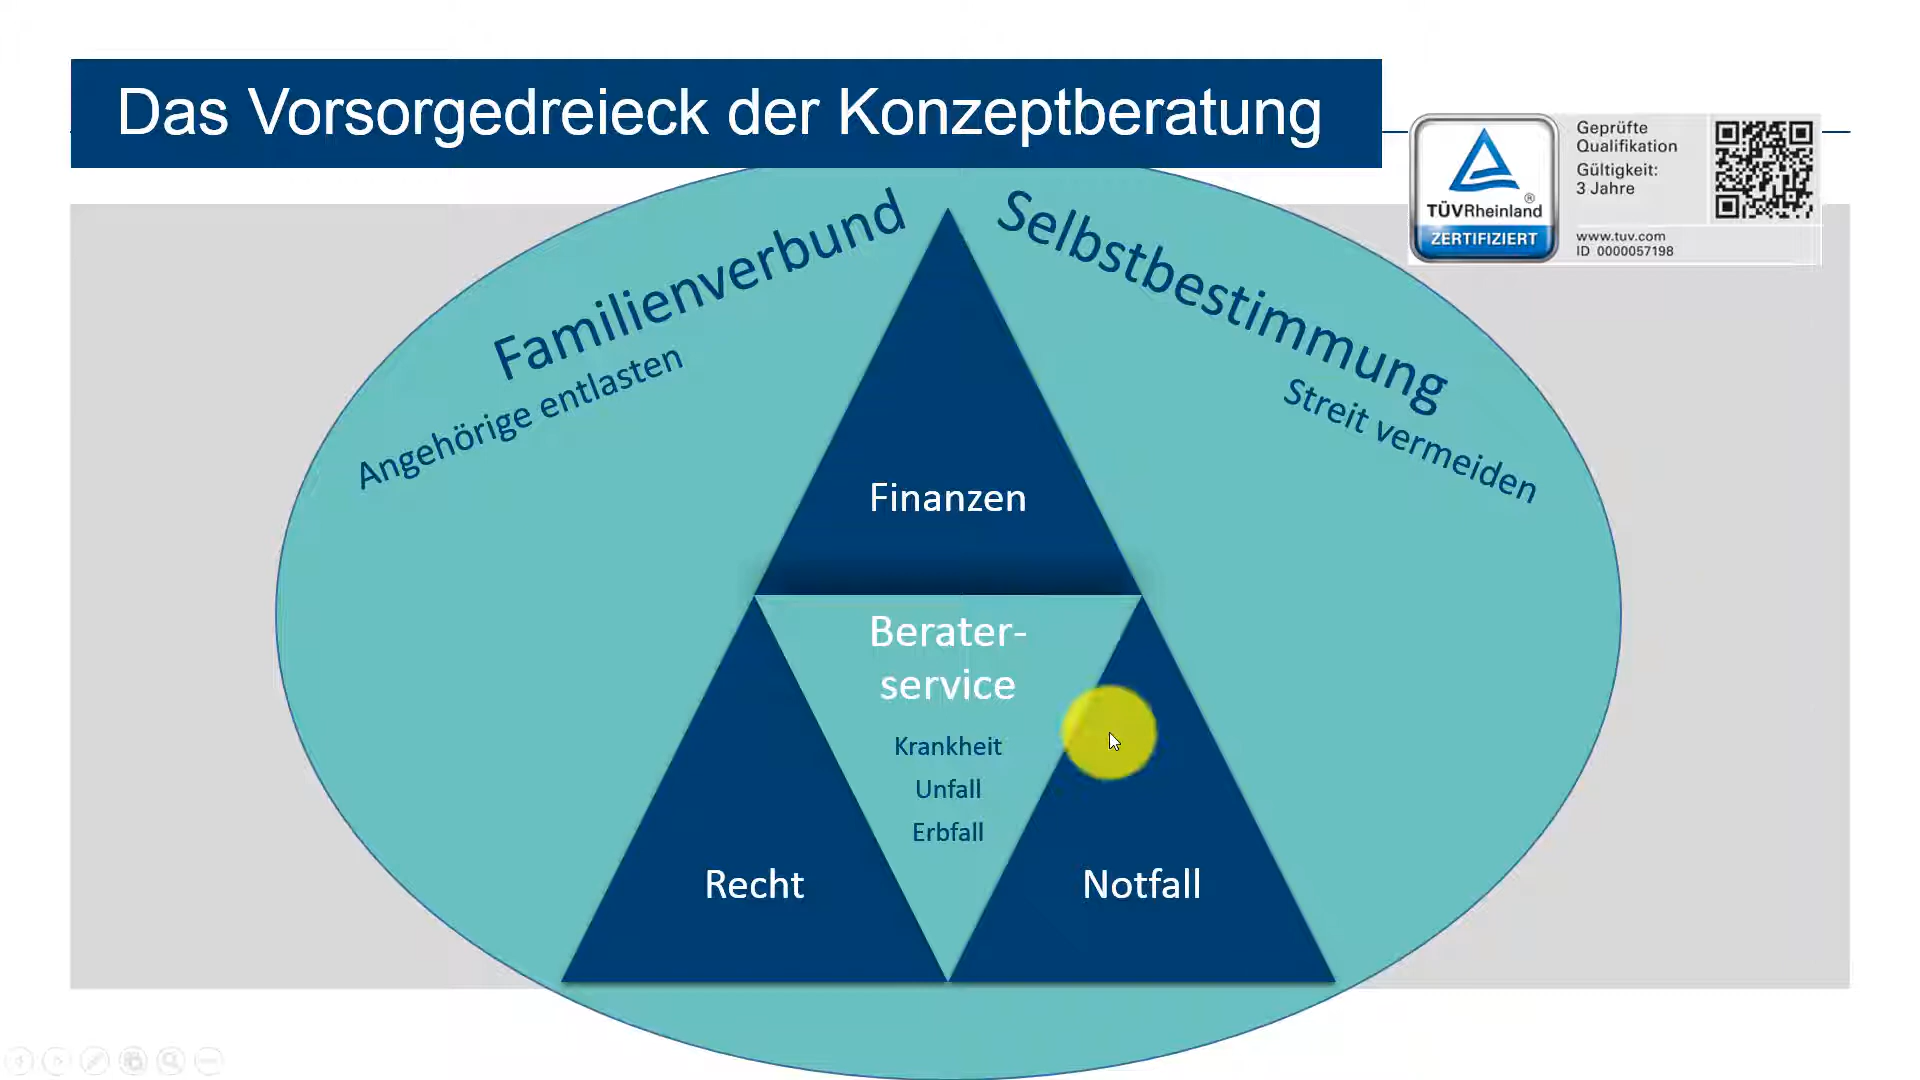 Das Vorsorgedreieck der Konzeptberatung
Geprüfte
Qualifikation
Gültigkeit:
3 Jahre
TÜVRheinland®
ZERTIFIZIERT
www.tuv.com
ID 0000057198
Familienverbund
Angehörige entlasten
Selbstbestimmung
Streit vermeiden
Finanzen
Berater-
service
Krankheit
Unfall
Erbfall
Recht
Notfall